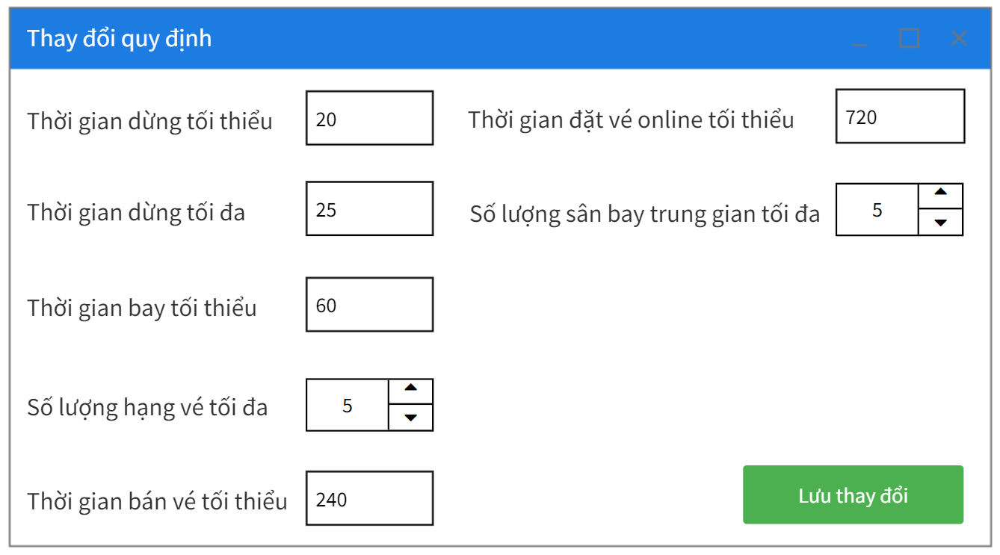 Thay đổi quy định
Thời gian dừng tối thiểu 20
Thời gian đặt vé online tối thiểu 720
Thời gian dừng tối đa 25
Số lượng sân bay trung gian tối đa 5
Thời gian bay tối thiểu 60
Số lượng hạng vé tối đa 5
Thời gian bán vé tối thiểu 240
Lưu thay đổi